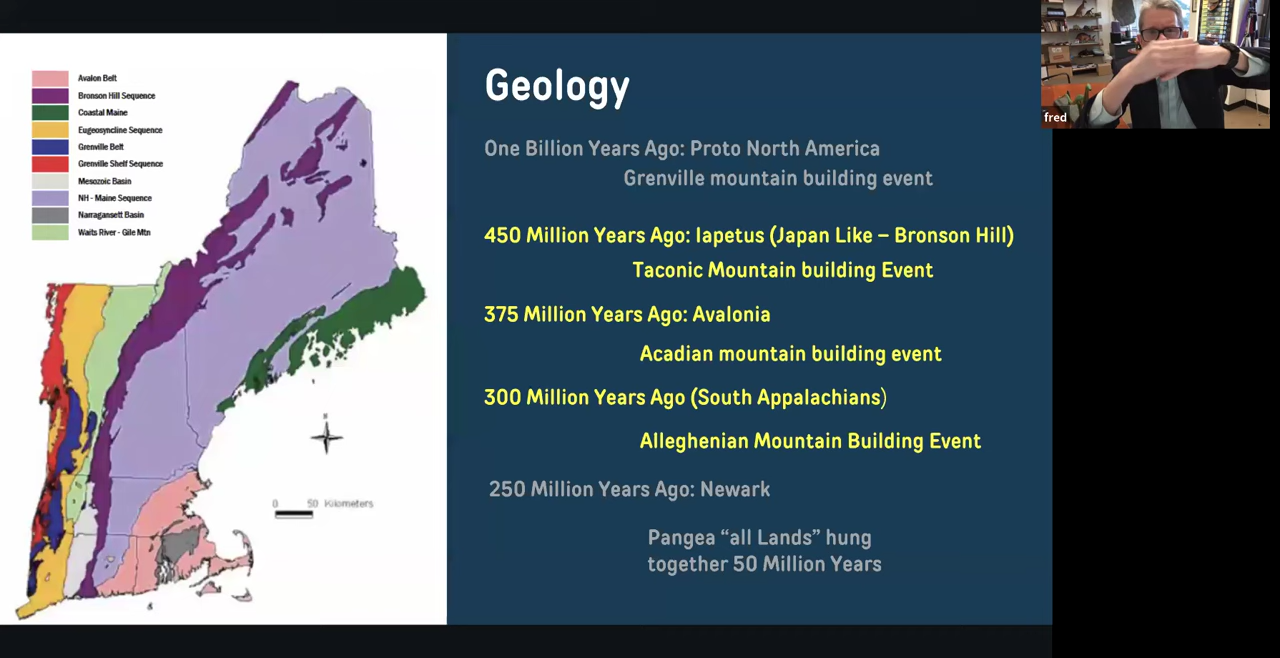 Geology
One Billion Years Ago: Proto North America
Grenville mountain building event
450 Million Years Ago: Iapetus (Japan Like – Bronson Hill)
Taconic Mountain building Event
375 Million Years Ago: Avalonia
Acadian mountain building event
300 Million Years Ago (South Appalachians)
Alleghenian Mountain Building Event
250 Million Years Ago: Newark
Pangea “all Lands” hung
together 50 Million Years
Avalon Belt
Bronson Hill Sequence
Coastal Maine
Eugeosyncline Sequence
Grenville Belt
Grenville Shelf Sequence
Mesozoic Basin
NH - Maine Sequence
Narragansett Basin
Waits River - Gile Mtn
N
0 50 Kilometers
fred